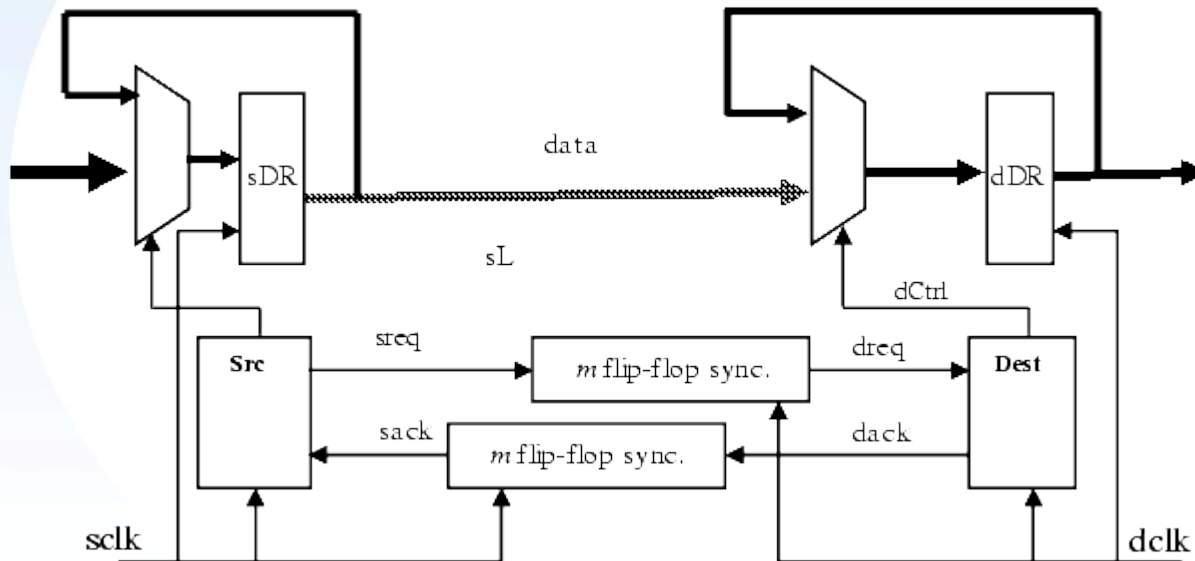 data
sDR
dDR
sL
dCtrl
sreq
dreq
Src
m flip-flop sync.
Dest
sack
dack
m flip-flop sync.
sclk
dclk